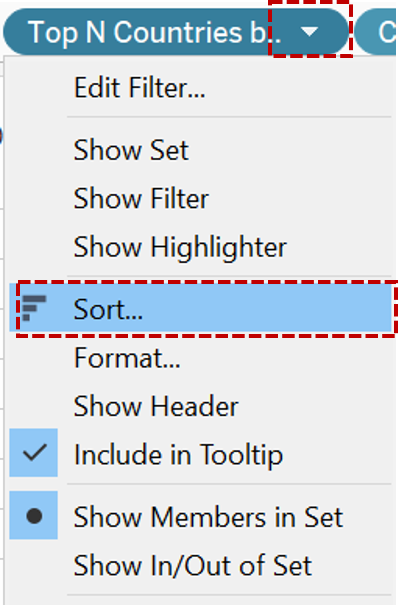 Top N Countries b.. C
Edit Filter...
Show Set
Show Filter
Show Highlighter
Sort...
Format...
Show Header
Include in Tooltip
Show Members in Set
Show In/Out of Set